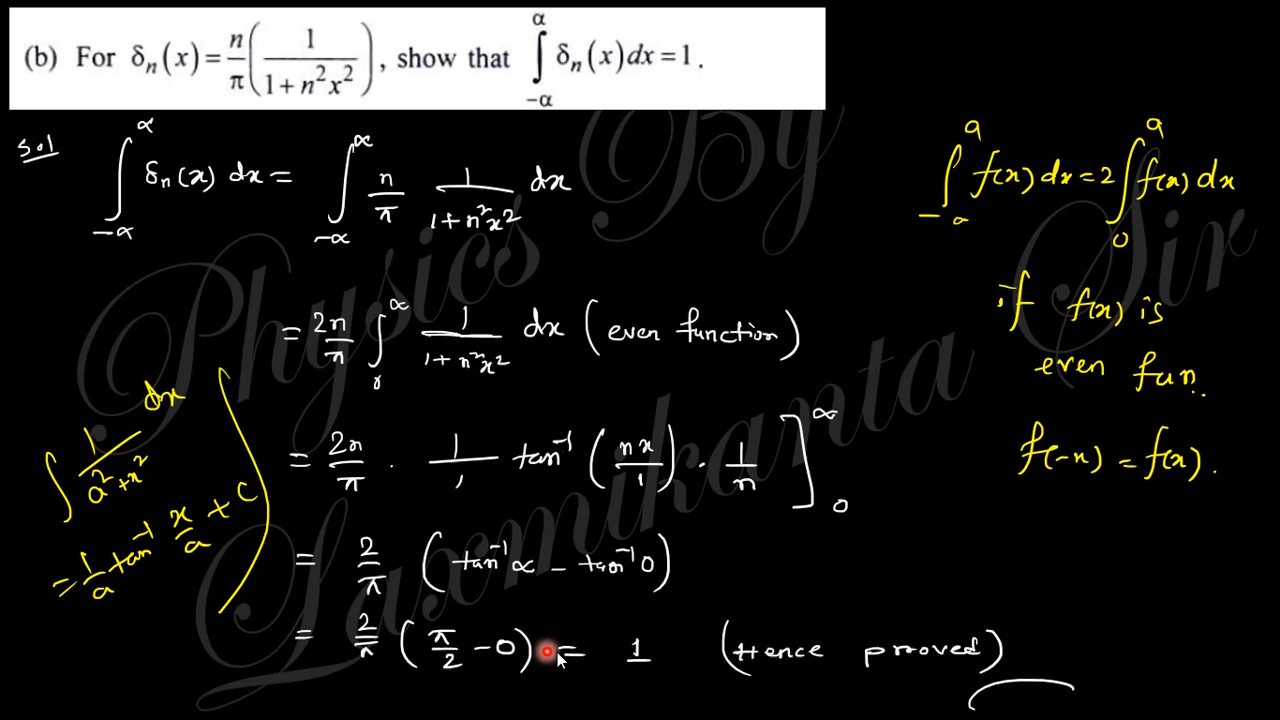 (b) For δₙ(x) = n/π (1/(1+n²x²)), show that ∫_{-α}^{α} δₙ(x)dx = 1.
Sol
∫_{-α}^{α} δₙ(x) dx = ∫_{-α}^{α} n/π 1/(1+n²x²) dx
= 2n/π ∫_{0}^{α} 1/(1+n²x²) dx (even function)
= 2n/π · 1/1 tan⁻¹ (nx/1) · 1/n ]_{0}^{α}
= 2/π (tan⁻¹α − tan⁻¹0)
= 2/π (π/2 − 0) = 1 (Hence proved)
∫ 1/(a²+x²) dx
= 1/a tan⁻¹ x/a + C
∫_{-a}^{a} f(x) dx = 2 ∫_{0}^{a} f(x) dx
if f(x) is
even fun.
f(-x) = f(x).
Physics By
Laxmikanta Sir